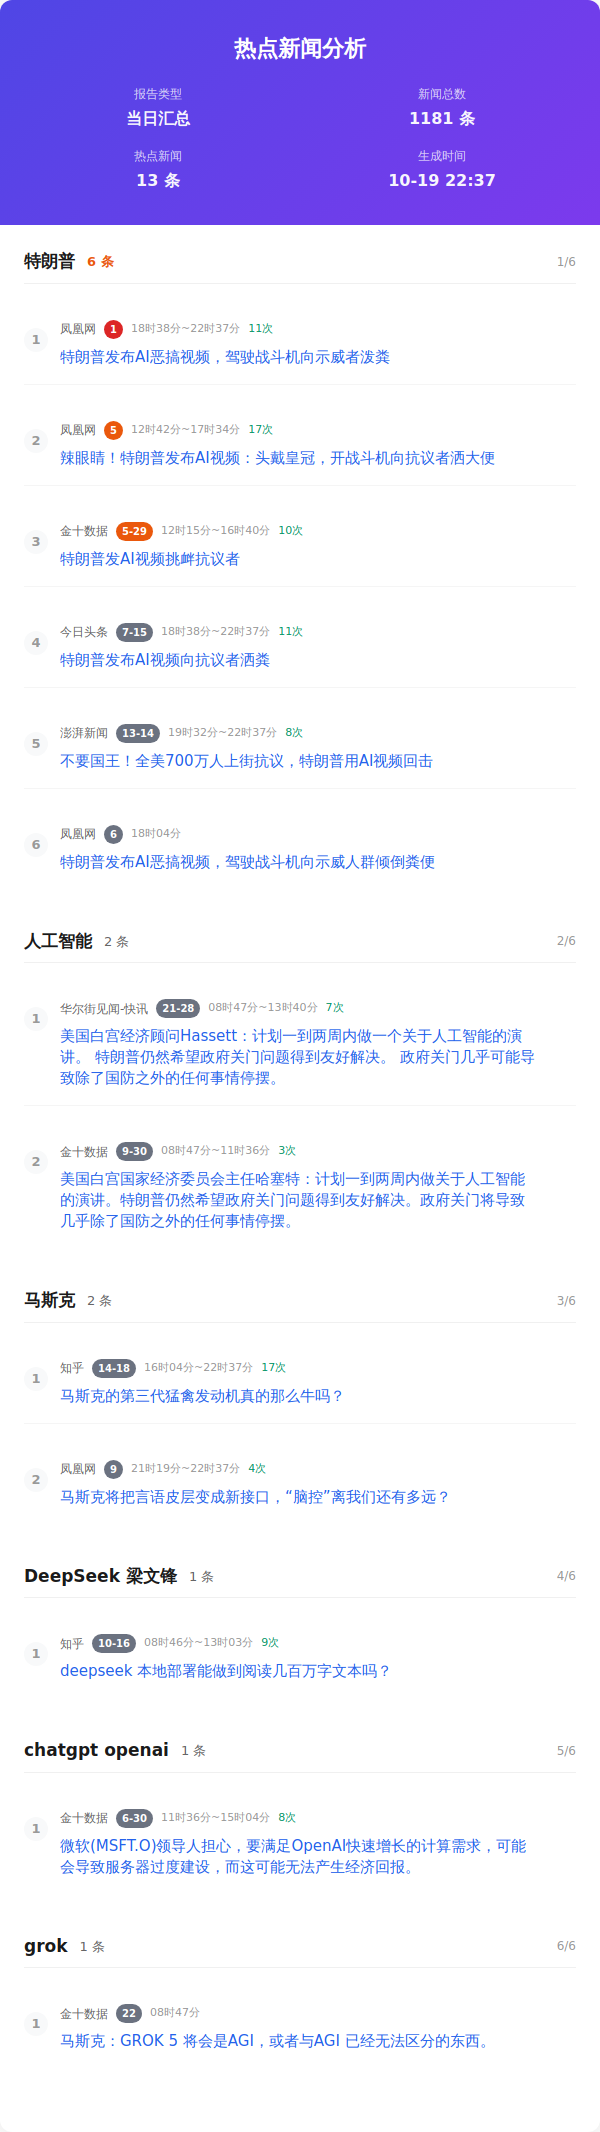 热点新闻分析
报告类型
当日汇总
新闻总数
1181 条
热点新闻
13 条
生成时间
10-19 22:37
特朗普 6 条 1/6
1 凤凰网 1 18时38分~22时37分 11次
特朗普发布AI恶搞视频，驾驶战斗机向示威者泼粪
2 凤凰网 5 12时42分~17时34分 17次
辣眼睛！特朗普发布AI视频：头戴皇冠，开战斗机向抗议者洒大便
3 金十数据 5-29 12时15分~16时40分 10次
特朗普发AI视频挑衅抗议者
4 今日头条 7-15 18时38分~22时37分 11次
特朗普发布AI视频向抗议者洒粪
5 澎湃新闻 13-14 19时32分~22时37分 8次
不要国王！全美700万人上街抗议，特朗普用AI视频回击
6 凤凰网 6 18时04分
特朗普发布AI恶搞视频，驾驶战斗机向示威人群倾倒粪便
人工智能 2 条 2/6
1 华尔街见闻-快讯 21-28 08时47分~13时40分 7次
美国白宫经济顾问Hassett：计划一到两周内做一个关于人工智能的演
讲。 特朗普仍然希望政府关门问题得到友好解决。 政府关门几乎可能导
致除了国防之外的任何事情停摆。
2 金十数据 9-30 08时47分~11时36分 3次
美国白宫国家经济委员会主任哈塞特：计划一到两周内做关于人工智能
的演讲。特朗普仍然希望政府关门问题得到友好解决。政府关门将导致
几乎除了国防之外的任何事情停摆。
马斯克 2 条 3/6
1 知乎 14-18 16时04分~22时37分 17次
马斯克的第三代猛禽发动机真的那么牛吗？
2 凤凰网 9 21时19分~22时37分 4次
马斯克将把言语皮层变成新接口，“脑控”离我们还有多远？
DeepSeek 梁文锋 1 条 4/6
1 知乎 10-16 08时46分~13时03分 9次
deepseek 本地部署能做到阅读几百万字文本吗？
chatgpt openai 1 条 5/6
1 金十数据 6-30 11时36分~15时04分 8次
微软(MSFT.O)领导人担心，要满足OpenAI快速增长的计算需求，可能
会导致服务器过度建设，而这可能无法产生经济回报。
grok 1 条 6/6
1 金十数据 22 08时47分
马斯克：GROK 5 将会是AGI，或者与AGI 已经无法区分的东西。